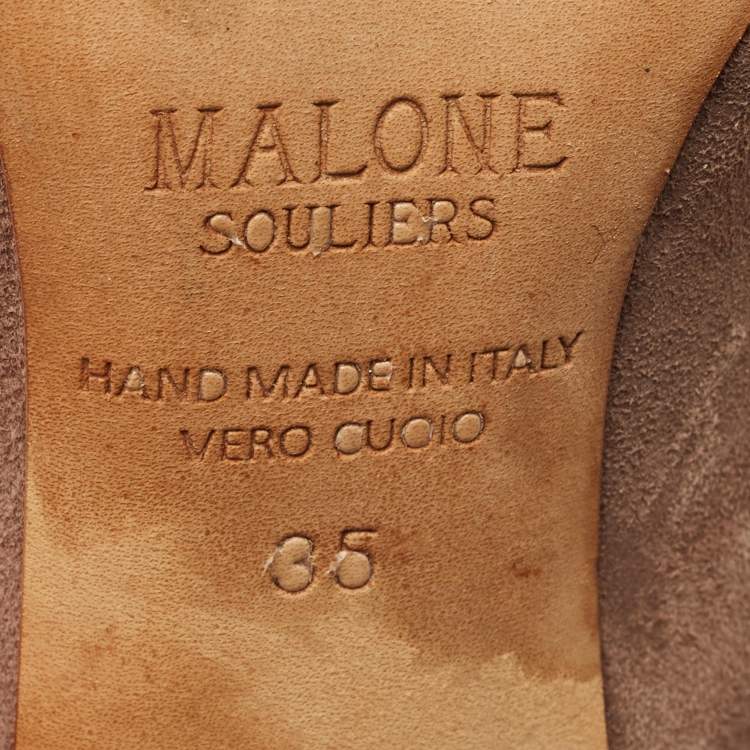 MALONE
SOULIERS
HAND MADE IN ITALY
VERO CUOIO
35